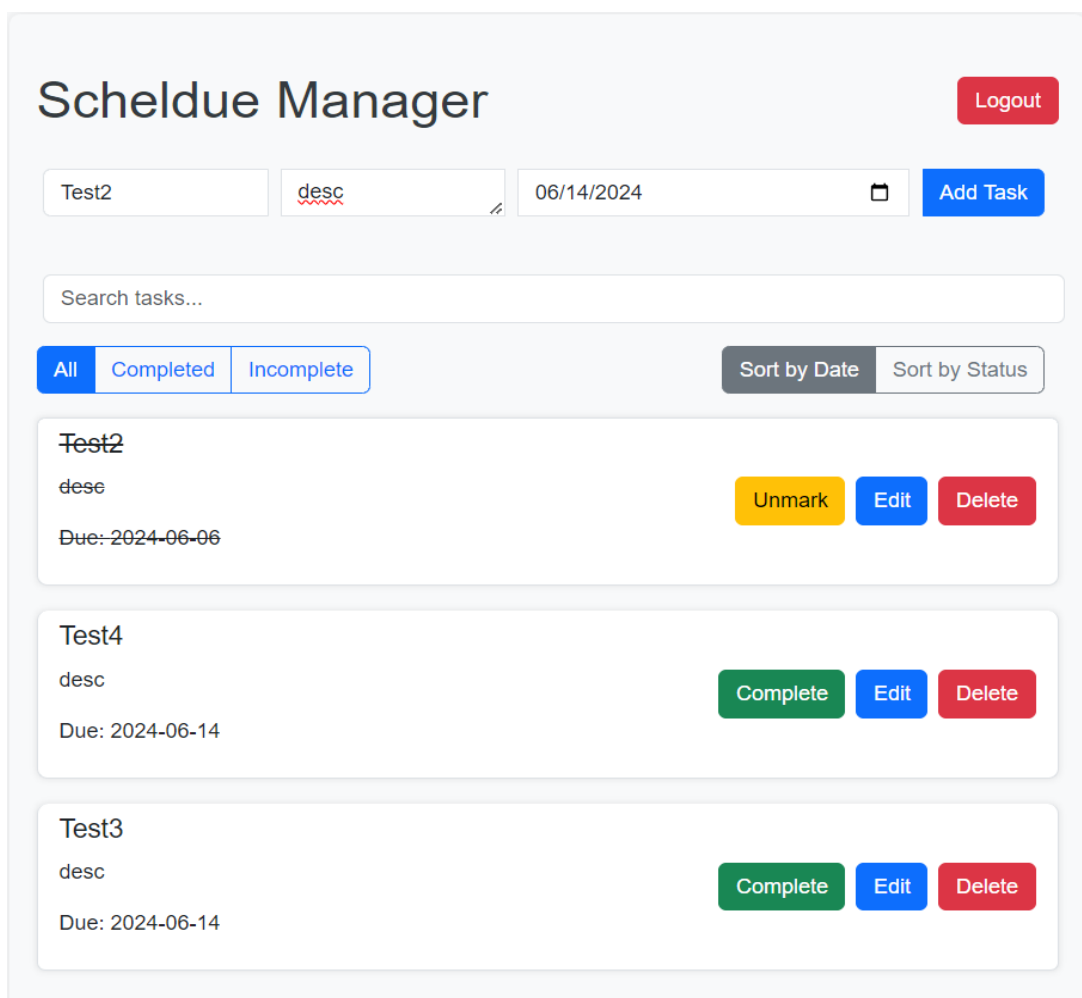 Scheldue Manager
Logout
Test2
desc
06/14/2024
Add Task
Search tasks...
All
Completed
Incomplete
Sort by Date
Sort by Status
Test2
desc
Due: 2024-06-06
Unmark
Edit
Delete
Test4
desc
Due: 2024-06-14
Complete
Edit
Delete
Test3
desc
Due: 2024-06-14
Complete
Edit
Delete